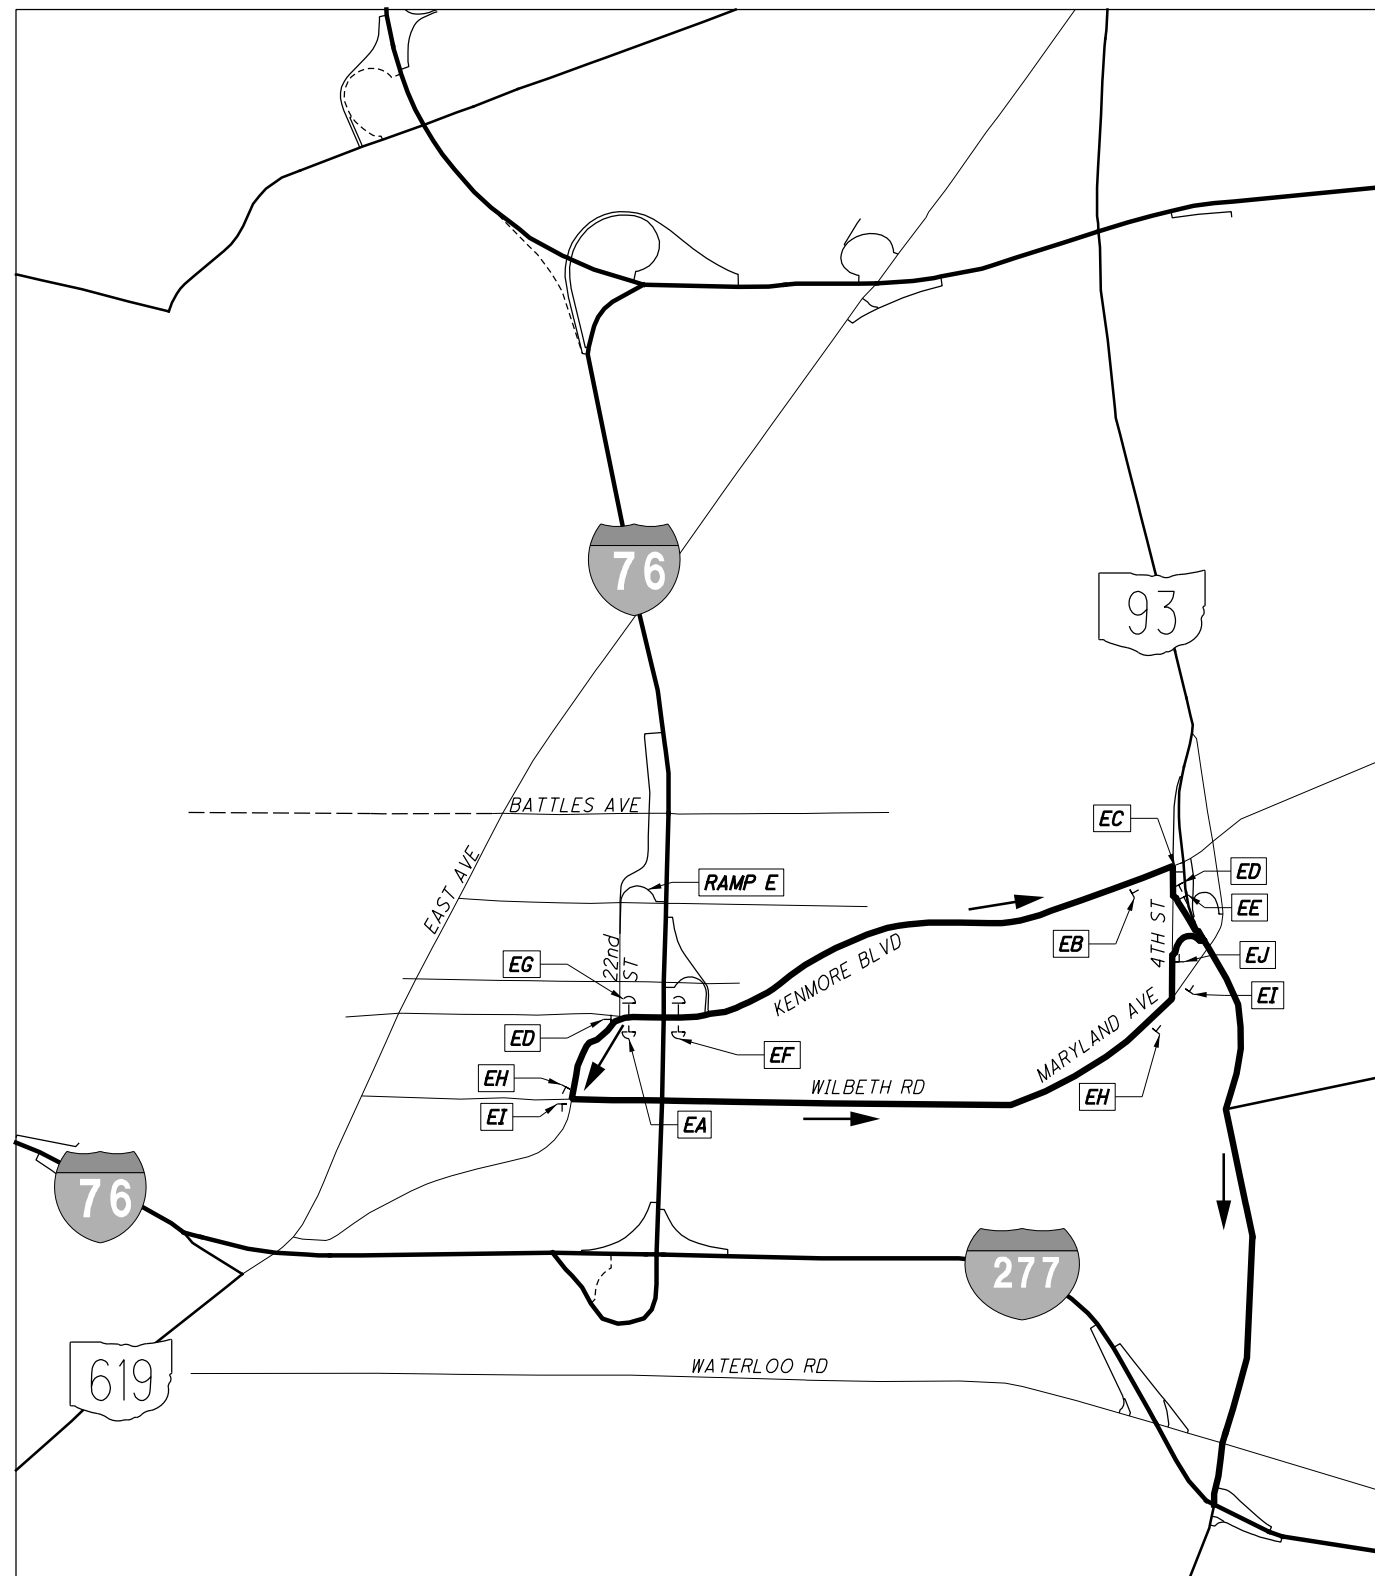 76
93
BATTLES AVE
EC
EAST AVE
RAMP E
ED
EE
22nd
ST
4TH ST
EB
KENMORE BLVD
EG
EJ
EI
ED
EF
MARYLAND AVE
EH
WILBETH RD
EH
EI
EA
76
277
619
WATERLOO RD